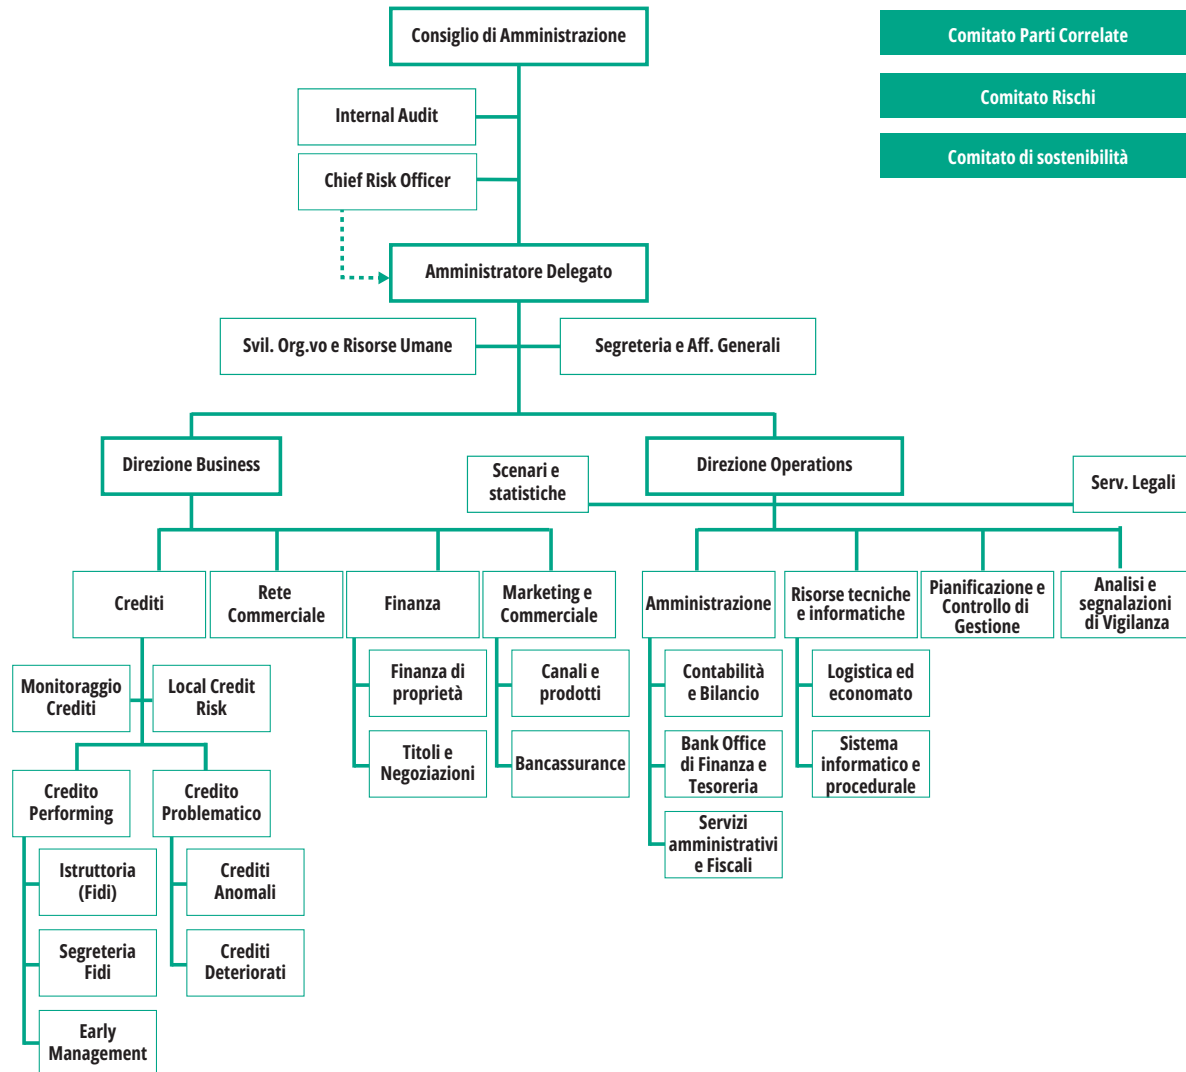 Consiglio di Amministrazione
Comitato Parti Correlate
Comitato Rischi
Comitato di sostenibilità
Internal Audit
Chief Risk Officer
Amministratore Delegato
Svil. Org.vo e Risorse Umane
Segreteria e Aff. Generali
Direzione Business
Direzione Operations
Scenari e
statistiche
Serv. Legali
Crediti
Rete
Commerciale
Finanza
Marketing e
Commerciale
Amministrazione
Risorse tecniche
e informatiche
Pianificazione e
Controllo di
Gestione
Analisi e
segnalazioni
di Vigilanza
Monitoraggio
Crediti
Local Credit
Risk
Finanza di
proprietà
Canali e
prodotti
Contabilità
e Bilancio
Logistica ed
economato
Titoli e
Negoziazioni
Bancassurance
Bank Office
di Finanza e
Tesoreria
Sistema
informatico e
procedurale
Credito
Performing
Credito
Problematico
Servizi
amministrativi
e Fiscali
Istruttoria
(Fidi)
Crediti
Anomali
Segreteria
Fidi
Crediti
Deteriorati
Early
Management